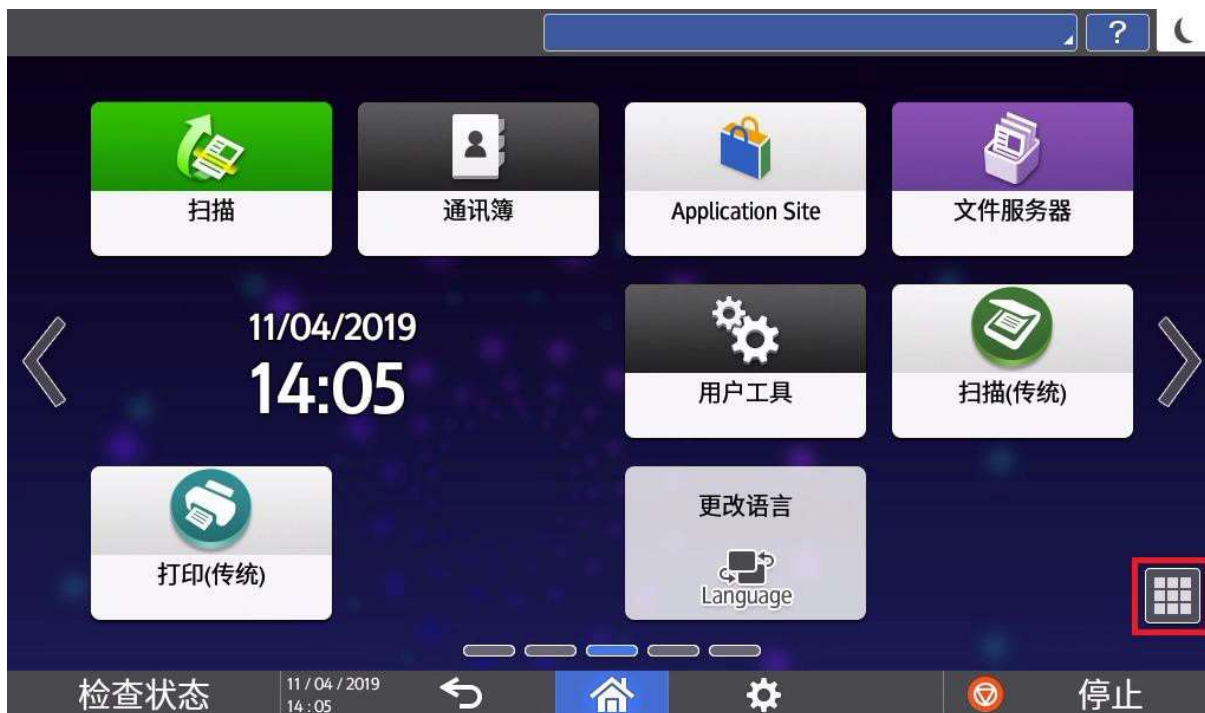 ?
扫描
通讯簿
Application Site
文件服务器
11/04/2019
14:05
用户工具
扫描(传统)
打印(传统)
更改语言
Language
检查状态
11 / 04 / 2019
14 : 05
停止